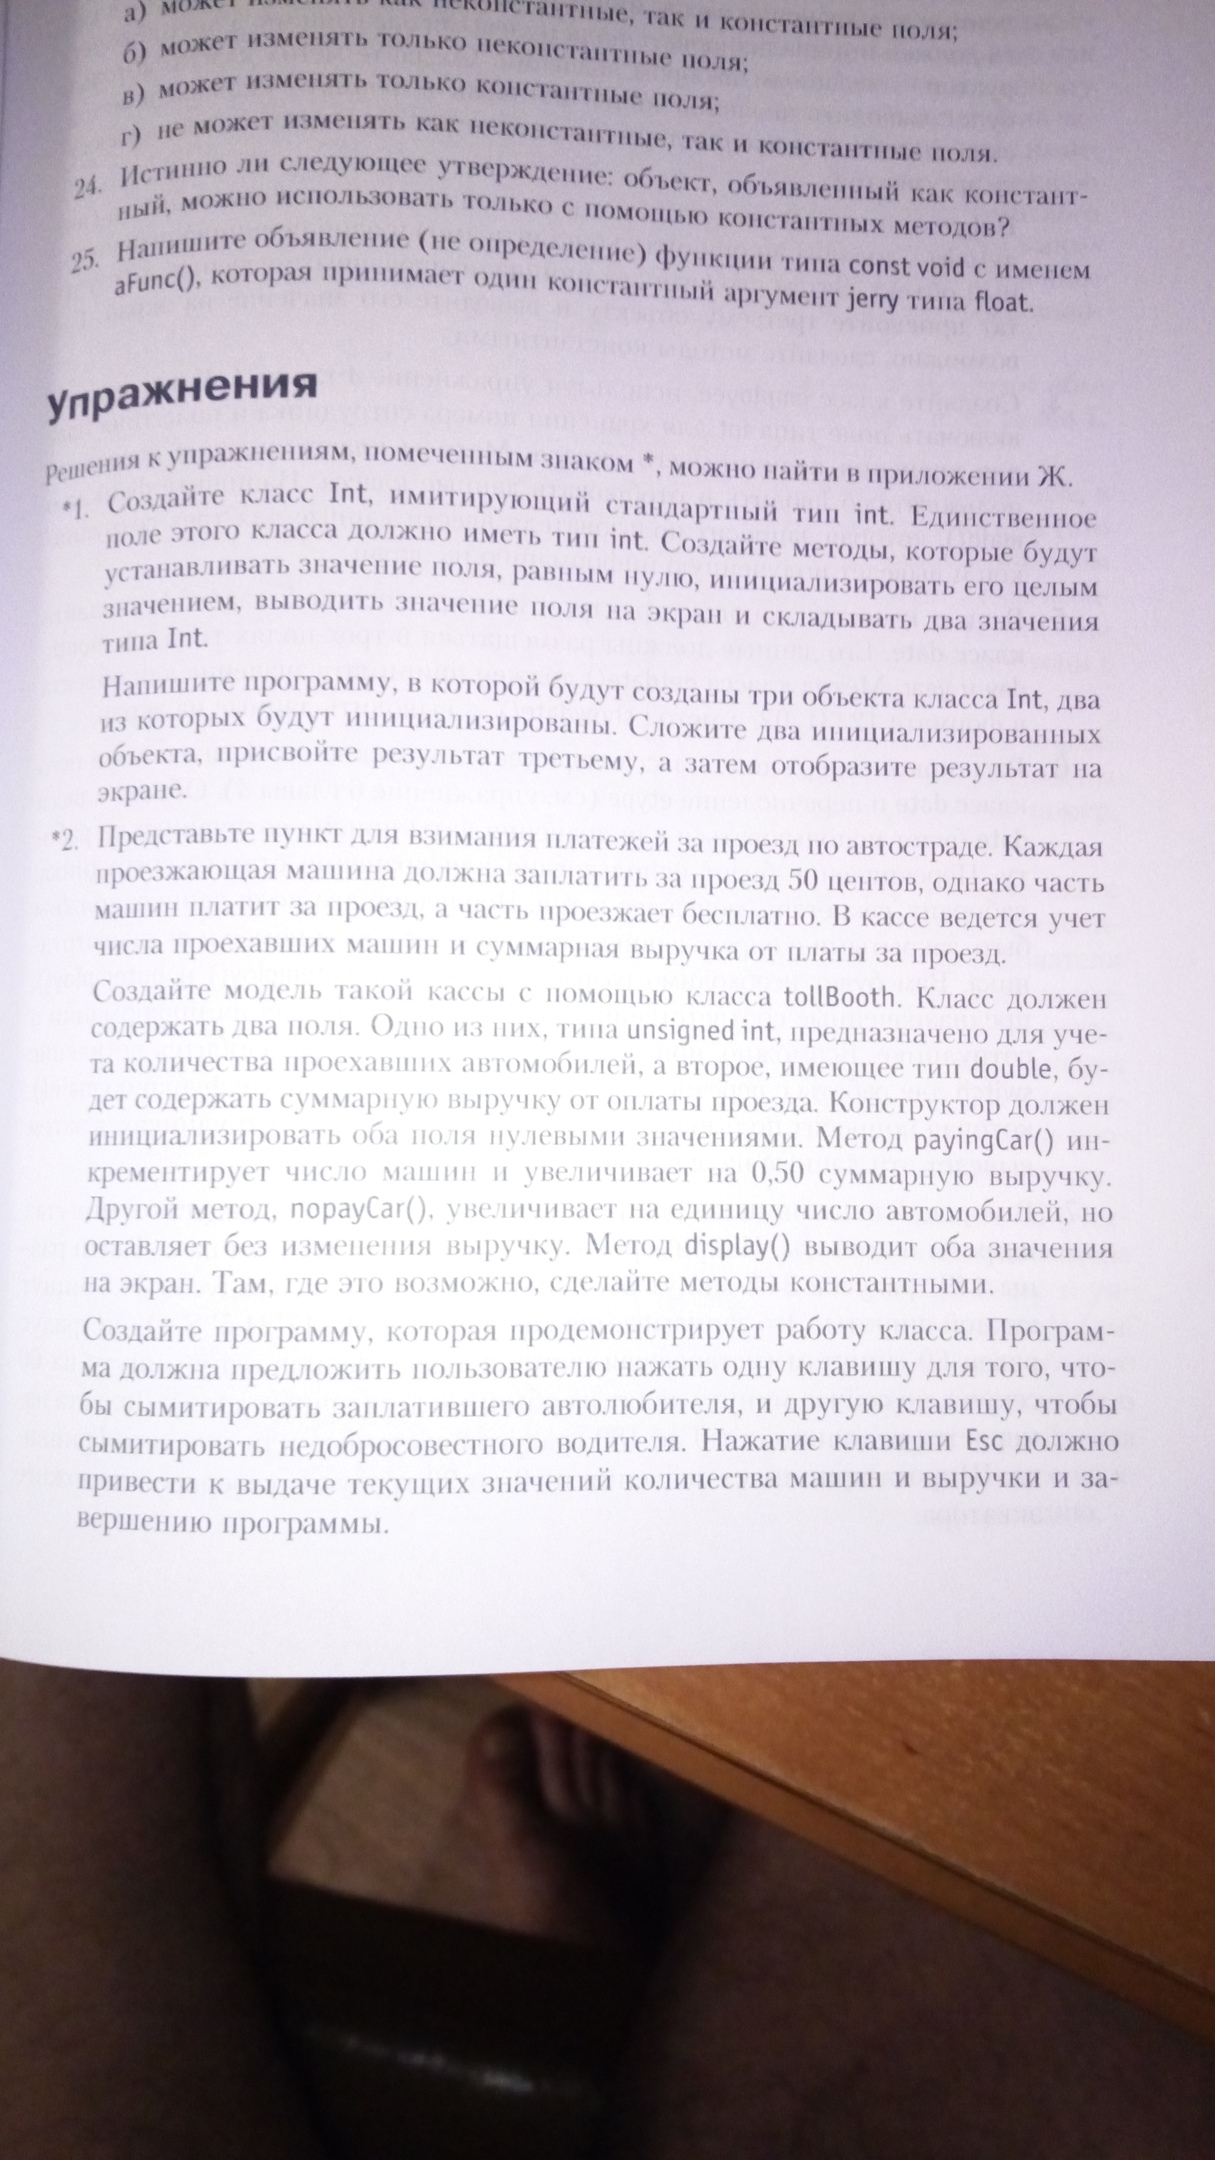 а) может изменять как неконстантные, так и константные поля;
б) может изменять только неконстантные поля;
в) может изменять только константные поля;
г) не может изменять как неконстантные, так и константные поля.
24. Истинно ли следующее утверждение: объект, объявленный как констант-
ный, можно использовать только с помощью константных методов?
25. Напишите объявление (не определение) функции типа const void с именем
aFunc(), которая принимает один константный аргумент jerry типа float.
Упражнения
Решения к упражнениям, помеченным знаком *, можно найти в приложении Ж.
*1. Создайте класс Int, имитирующий стандартный тип int. Единственное
поле этого класса должно иметь тип int. Создайте методы, которые будут
устанавливать значение поля, равным нулю, инициализировать его целым
значением, выводить значение поля на экран и складывать два значения
типа Int.
Напишите программу, в которой будут созданы три объекта класса Int, два
из которых будут инициализированы. Сложите два инициализированных
объекта, присвойте результат третьему, а затем отобразите результат на
экране.
*2. Представьте пункт для взимания платежей за проезд по автостраде. Каждая
проезжающая машина должна заплатить за проезд 50 центов, однако часть
машин платит за проезд, а часть проезжает бесплатно. В кассе ведется учет
числа проехавших машин и суммарная выручка от платы за проезд.
Создайте модель такой кассы с помощью класса tollBooth. Класс должен
содержать два поля. Одно из них, типа unsigned int, предназначено для уче-
та количества проехавших автомобилей, а второе, имеющее тип double, бу-
дет содержать суммарную выручку от оплаты проезда. Конструктор должен
инициализировать оба поля нулевыми значениями. Метод payingCar() ин-
крементирует число машин и увеличивает на 0,50 суммарную выручку.
Другой метод, nopayCar(), увеличивает на единицу число автомобилей, но
оставляет без изменения выручку. Метод display() выводит оба значения
на экран. Там, где это возможно, сделайте методы константными.
Создайте программу, которая продемонстрирует работу класса. Програм-
ма должна предложить пользователю нажать одну клавишу для того, что-
бы сымитировать заплатившего автолюбителя, и другую клавишу, чтобы
сымитировать недобросовестного водителя. Нажатие клавиши Esc должно
привести к выдаче текущих значений количества машин и выручки и за-
вершению программы.